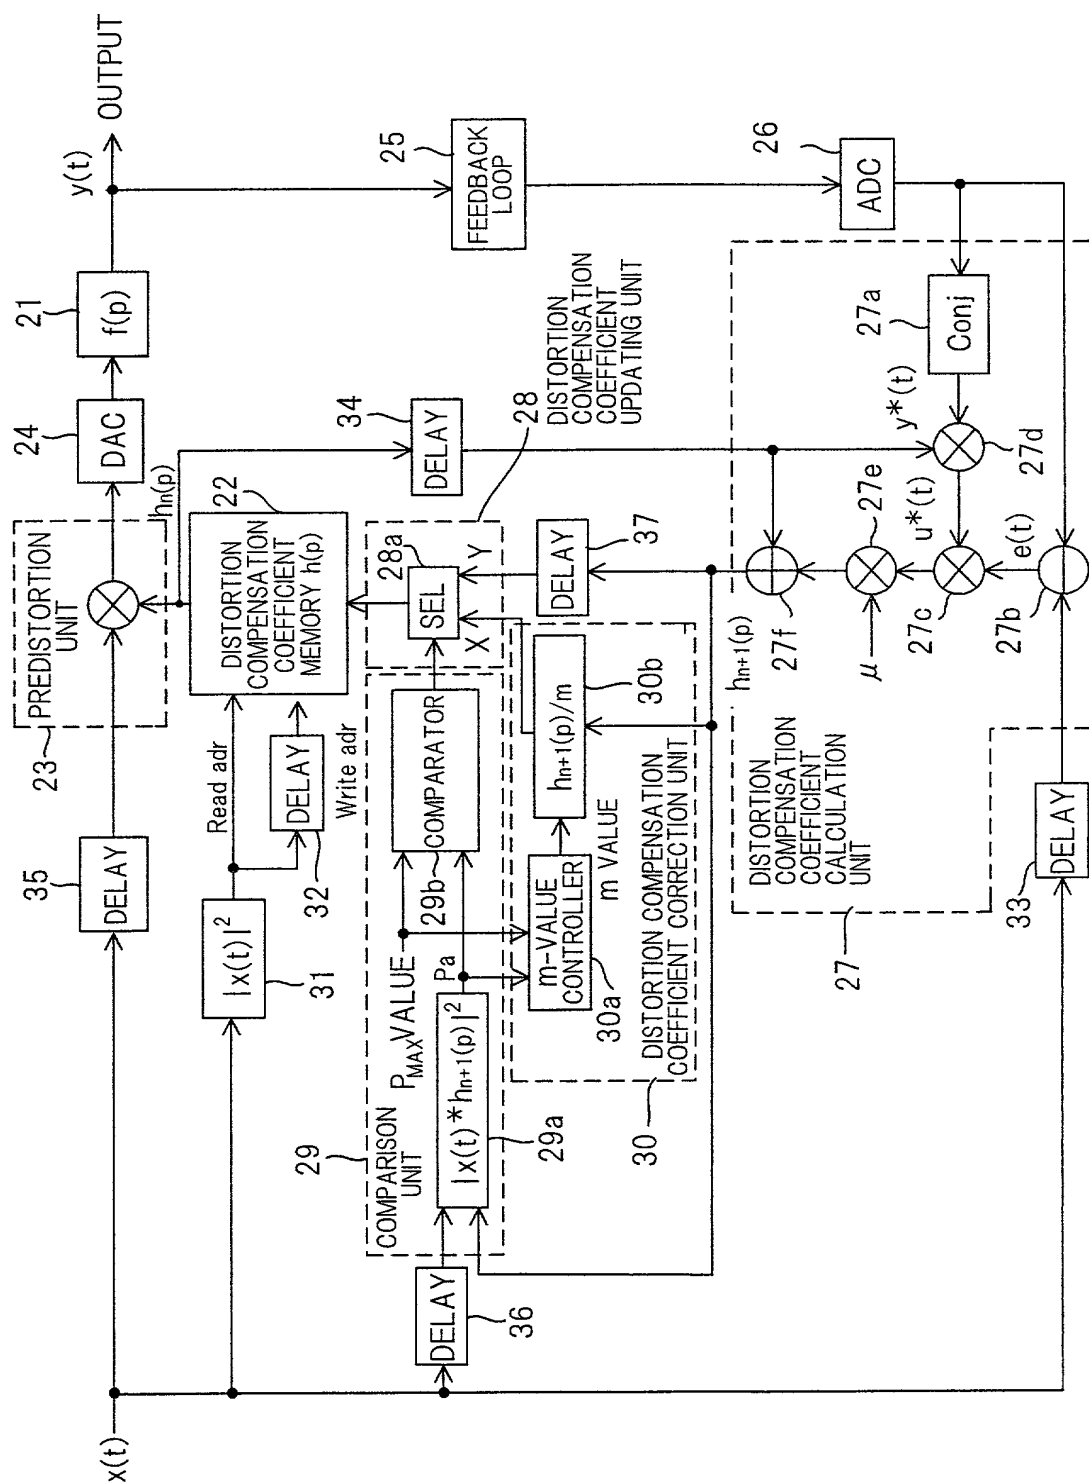 x(t)
35
DELAY
23
PREDISTORTION
UNIT
24
DAC
21
f(p)
y(t)
OUTPUT
hn(p)
|x(t)|²
31
Read adr
DELAY
32
Write adr
22
DISTORTION
COMPENSATION
COEFFICIENT
MEMORY h(p)
34
DELAY
25
FEEDBACK
LOOP
29
COMPARISON
UNIT
PMAX VALUE
29b
COMPARATOR
28a
SEL
X
Y
28
DISTORTION
COMPENSATION
COEFFICIENT
UPDATING UNIT
DELAY
36
|x(t)*hn+1(p)|²
29a
Pa
m-VALUE
CONTROLLER
30a
m VALUE
hn+1(p)/m
30b
DELAY
37
30
DISTORTION COMPENSATION
COEFFICIENT CORRECTION UNIT
26
ADC
27
DISTORTION
COMPENSATION
COEFFICIENT
CALCULATION
UNIT
hn+1(p)
27f
μ
27e
27c
u*(t)
27d
y*(t)
Conj
27a
e(t)
27b
33
DELAY